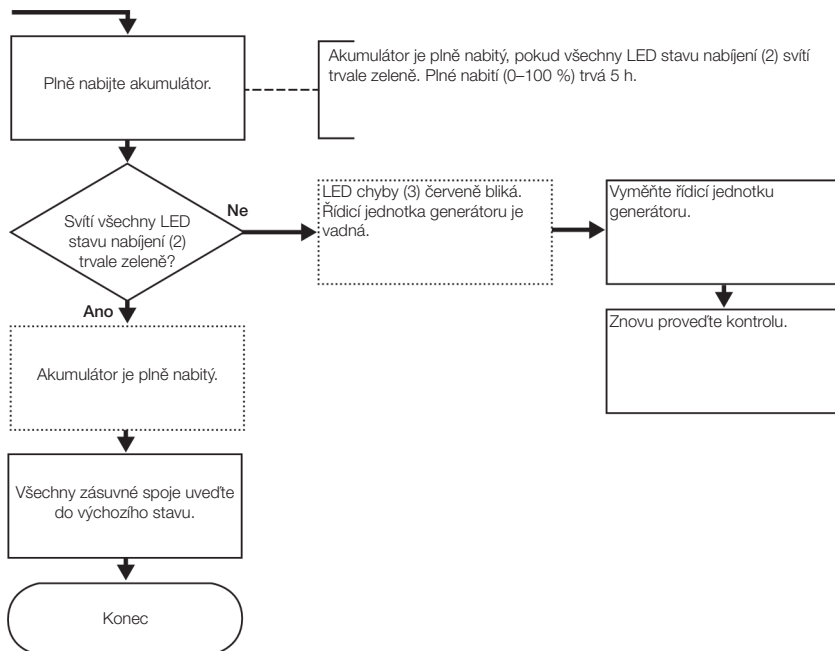 Plně nabijte akumulátor.
Akumulátor je plně nabitý, pokud všechny LED stavu nabíjení (2) svítí
trvale zeleně. Plné nabití (0–100 %) trvá 5 h.
Svítí všechny LED
stavu nabíjení (2)
trvale zeleně?
Ne
LED chyby (3) červeně bliká.
Řídicí jednotka generátoru je
vadná.
Vyměňte řídicí jednotku
generátoru.
Znovu proveďte kontrolu.
Ano
Akumulátor je plně nabitý.
Všechny zásuvné spoje uveďte
do výchozího stavu.
Konec